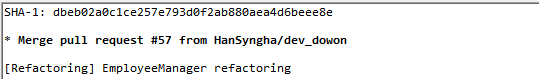 SHA-1: dbeb02a0c1ce257e793d0f2ab880aea4d6beee8e
* Merge pull request #57 from HanSyngha/dev_dowon
[Refactoring] EmployeeManager refactoring